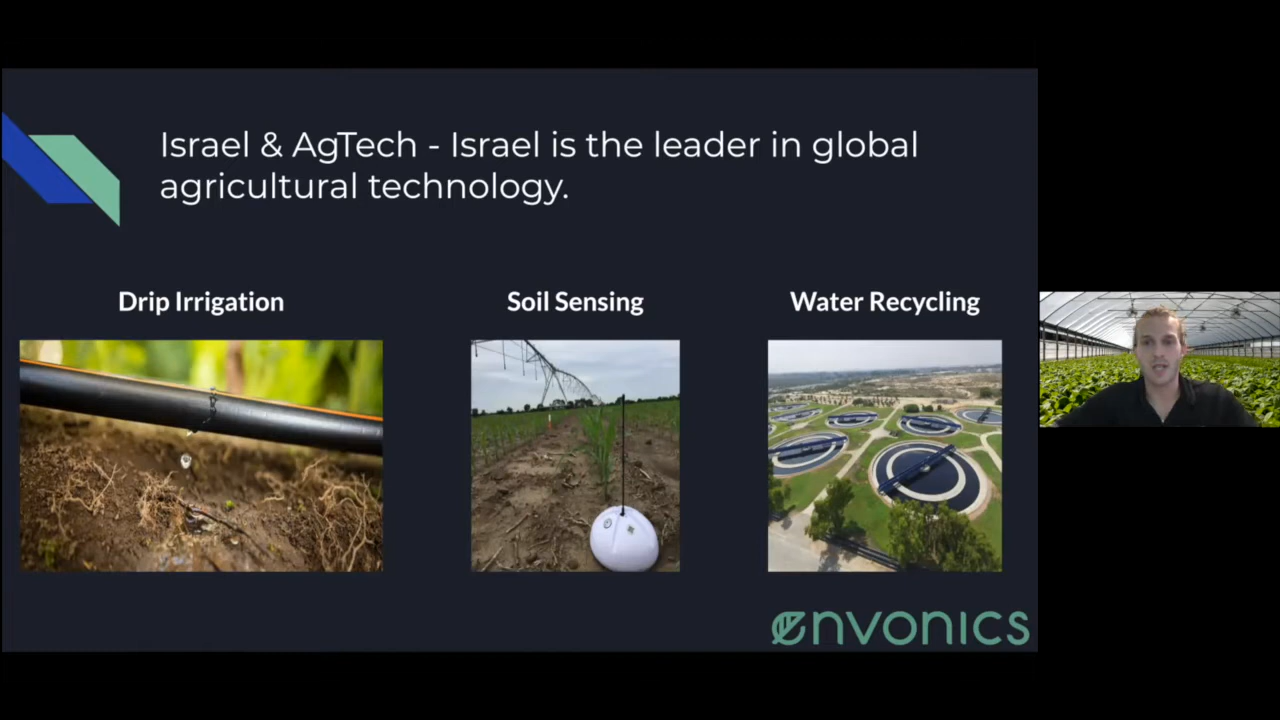 Israel & AgTech - Israel is the leader in global
agricultural technology.
Drip Irrigation
Soil Sensing
Water Recycling
envonics